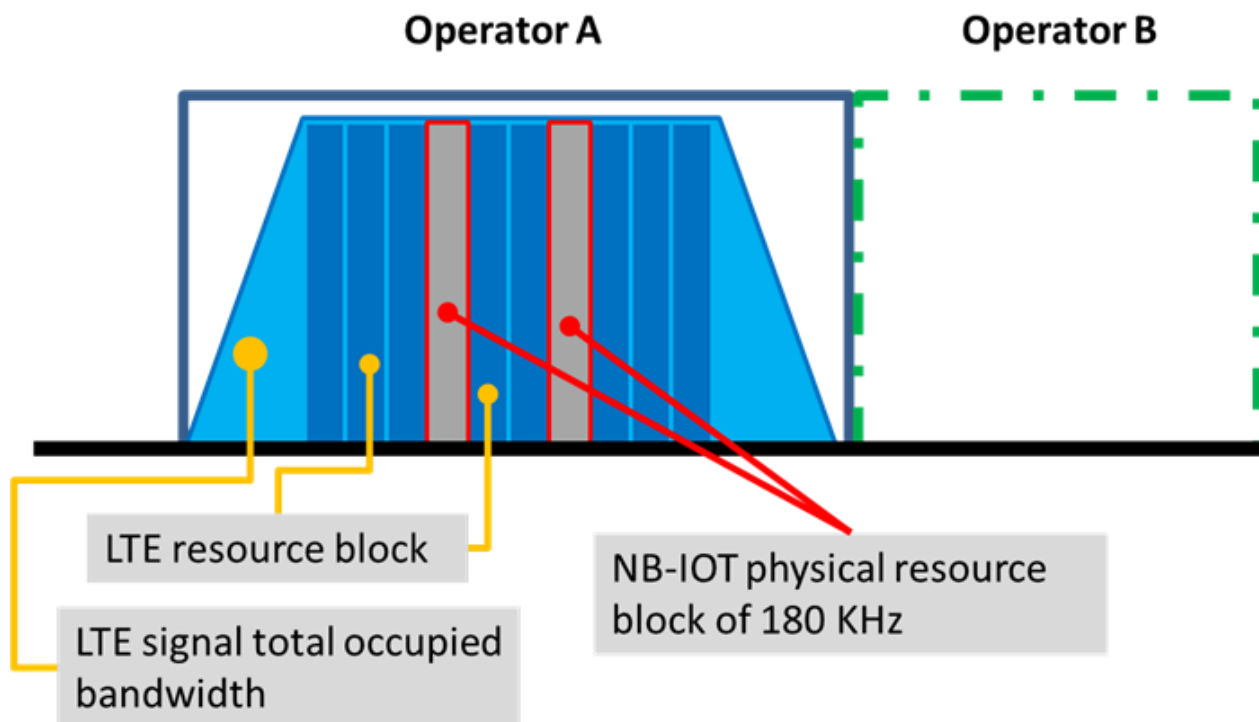 Operator A
Operator B
LTE resource block
NB-IOT physical resource
block of 180 KHz
LTE signal total occupied
bandwidth